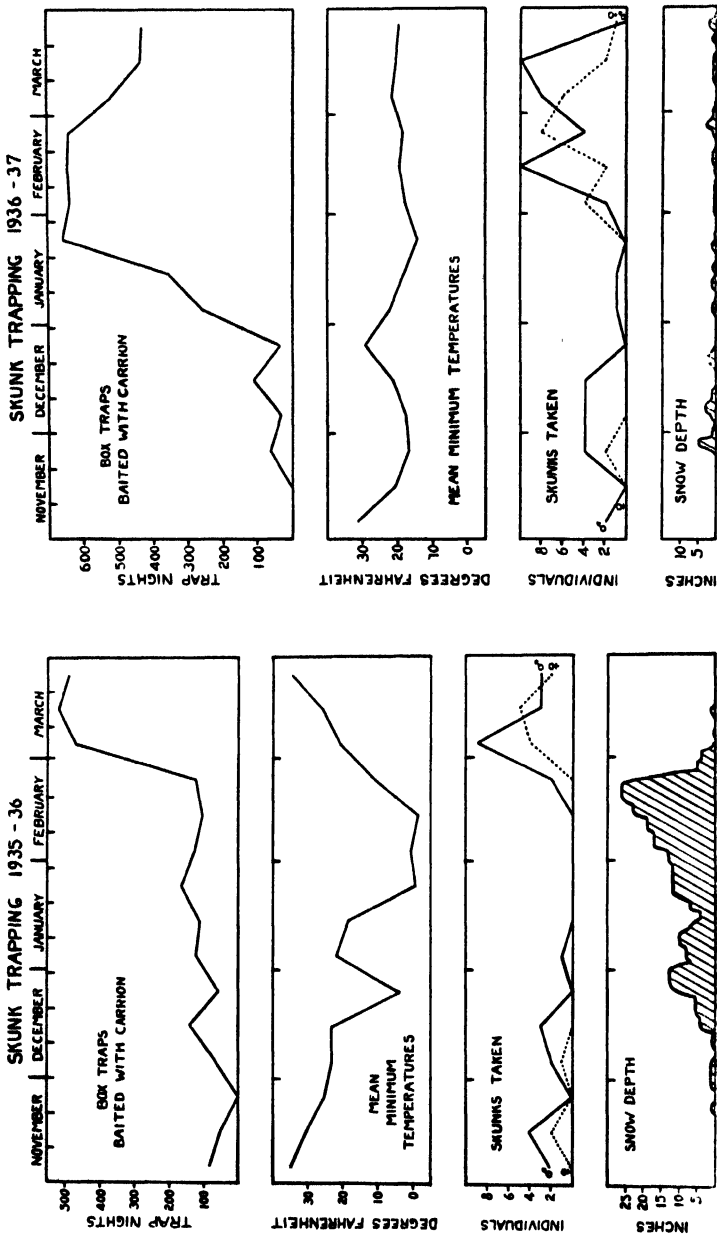 SKUNK TRAPPING 1935 - 36
NOVEMBER | DECEMBER | JANUARY | FEBRUARY | MARCH
500
400
300
200
100
TRAP NIGHTS
BOX TRAPS
BAITED WITH CARRION
40
30
20
10
0
DEGREES FAHRENHEIT
MEAN
MINIMUM
TEMPERATURES
8
6
4
2
0
INDIVIDUALS
SKUNKS TAKEN
♂
♀
♂
♀
25
20
15
10
5
INCHES
SNOW DEPTH
SKUNK TRAPPING 1936 - 37
NOVEMBER | DECEMBER | JANUARY | FEBRUARY | MARCH
600
500
400
300
200
100
TRAP NIGHTS
BOX TRAPS
BAITED WITH CARRION
30
20
10
0
DEGREES FAHRENHEIT
MEAN MINIMUM TEMPERATURES
8
6
4
2
0
INDIVIDUALS
SKUNKS TAKEN
♂
♀
♀
♂
10
5
INCHES
SNOW DEPTH